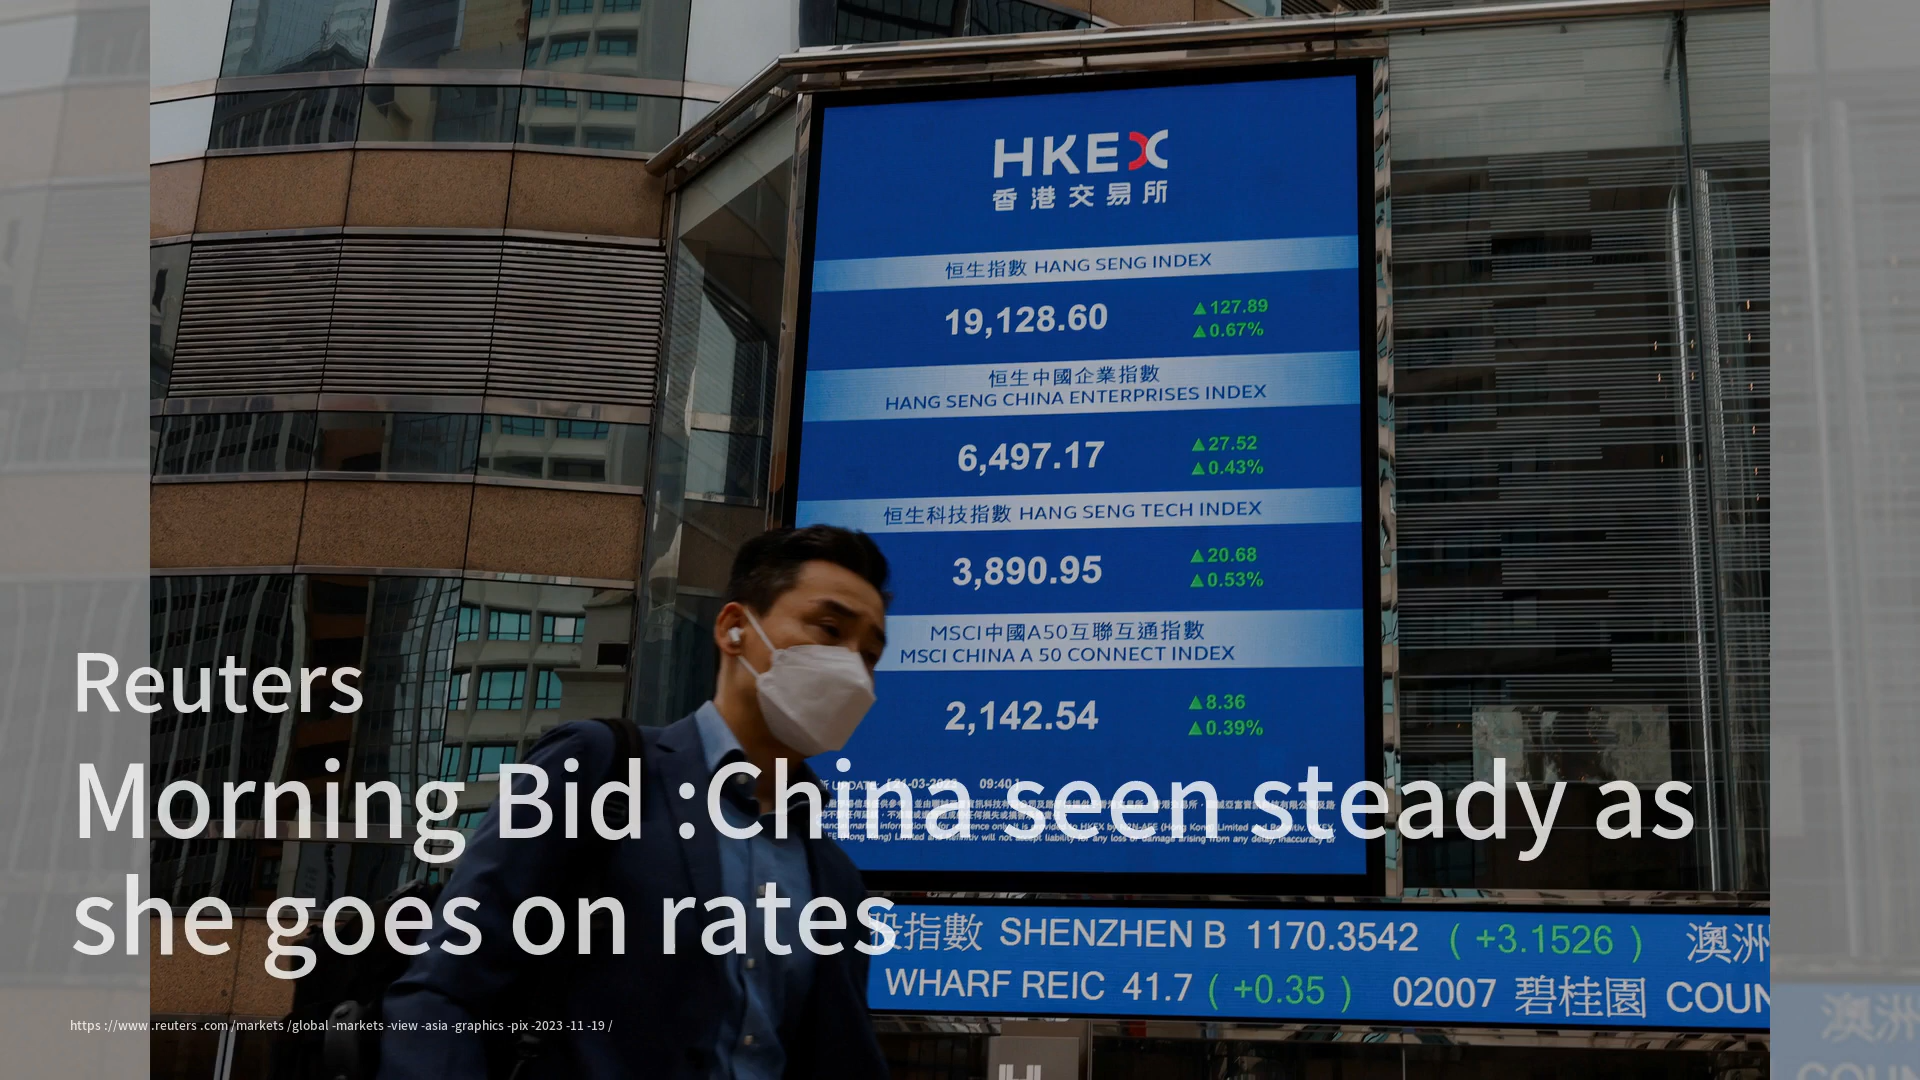 HKEX
香港交易所
恒生指數 HANG SENG INDEX
19,128.60 ▲127.89
▲0.67%
恒生中國企業指數
HANG SENG CHINA ENTERPRISES INDEX
6,497.17 ▲27.52
▲0.43%
恒生科技指數 HANG SENG TECH INDEX
3,890.95 ▲20.68
▲0.53%
MSCI中國A50互聯互通指數
MSCI CHINA A 50 CONNECT INDEX
2,142.54 ▲8.36
▲0.39%
UPDATE: [21-03-2023 09:40]
Reuters
Morning Bid :China seen steady as
she goes on rates
股指數 SHENZHEN B 1170.3542 ( +3.1526 ) 澳洲
WHARF REIC 41.7 ( +0.35 ) 02007 碧桂園 COUN
https ://www .reuters .com /markets /global -markets -view -asia -graphics -pix -2023 -11 -19 /